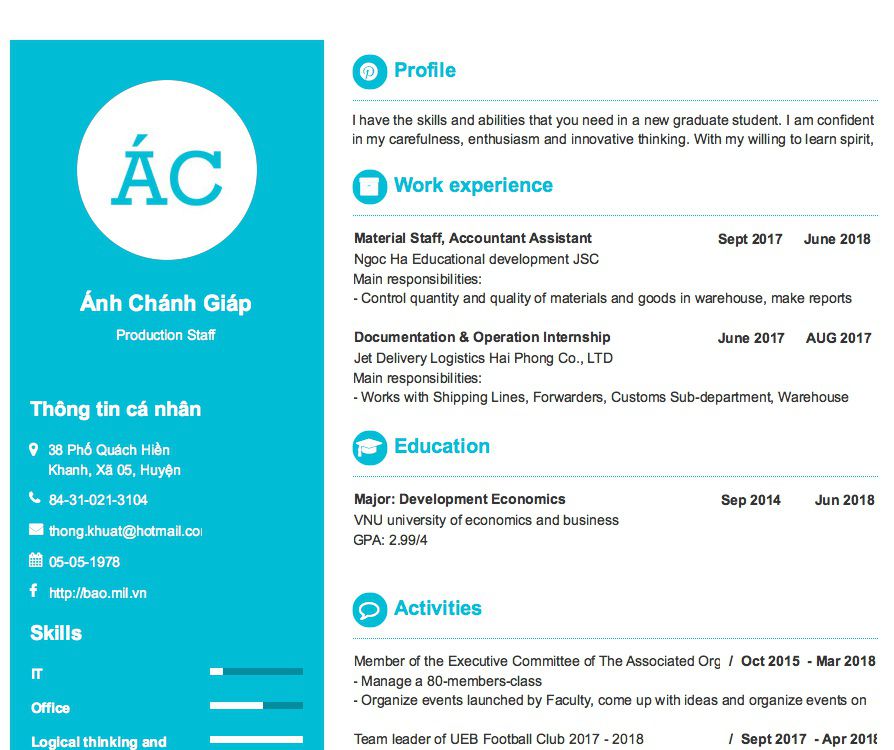 ÁC
Ánh Chánh Giáp
Production Staff
Thông tin cá nhân
38 Phố Quách Hiền
Khanh, Xã 05, Huyện
84-31-021-3104
thong.khuat@hotmail.co
05-05-1978
http://bao.mil.vn
Skills
IT
Office
Logical thinking and
Profile
I have the skills and abilities that you need in a new graduate student. I am confident
in my carefulness, enthusiasm and innovative thinking. With my willing to learn spirit,
Work experience
Material Staff, Accountant Assistant Sept 2017 June 2018
Ngoc Ha Educational development JSC
Main responsibilities:
- Control quantity and quality of materials and goods in warehouse, make reports
Documentation & Operation Internship June 2017 AUG 2017
Jet Delivery Logistics Hai Phong Co., LTD
Main responsibilities:
- Works with Shipping Lines, Forwarders, Customs Sub-department, Warehouse
Education
Major: Development Economics Sep 2014 Jun 2018
VNU university of economics and business
GPA: 2.99/4
Activities
Member of the Executive Committee of The Associated Org / Oct 2015 - Mar 2018
- Manage a 80-members-class
- Organize events launched by Faculty, come up with ideas and organize events on
Team leader of UEB Football Club 2017 - 2018 / Sept 2017 - Apr 2018